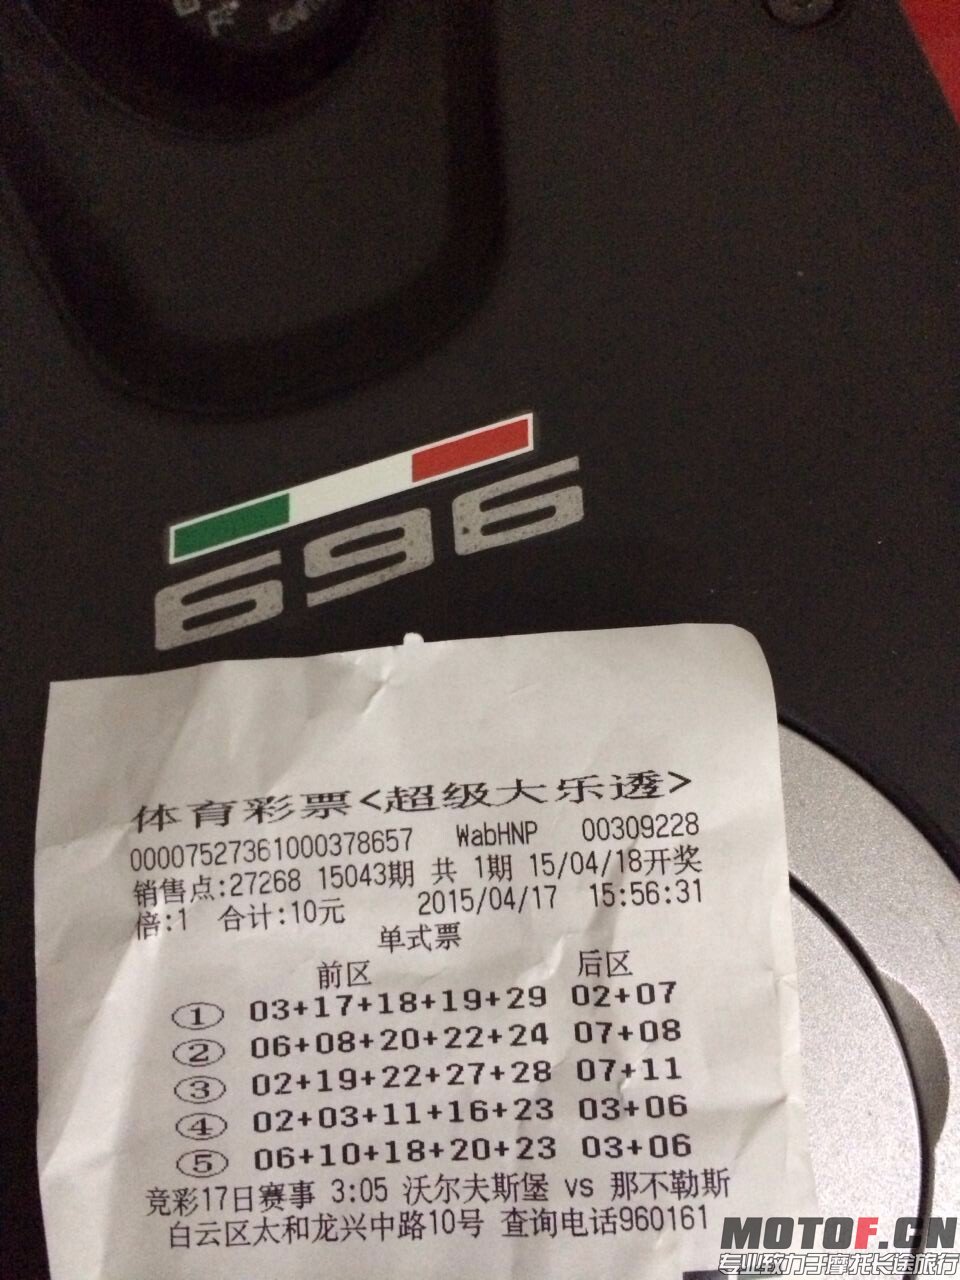 696
体育彩票<超级大乐透>
00007527361000378657 WabHNP 00309228
销售点:27268 15043期 共 1期 15/04/18开奖
倍:1 合计:10元 2015/04/17 15:56:31
单式票
前区 后区
① 03+17+18+19+29 02+07
② 06+08+20+22+24 07+08
③ 02+19+22+27+28 07+11
④ 02+03+11+16+23 03+06
⑤ 06+10+18+20+23 03+06
竞彩17日赛事 3:05 沃尔夫斯堡 vs 那不勒斯
白云区太和龙兴中路10号 查询电话960161
MOTOF.CN
专业致力于摩托长途旅行